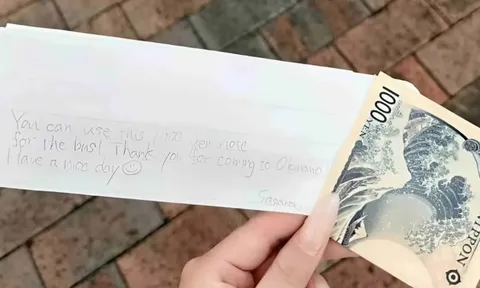 You can use this 1000 yen note
for the bus! Thank you for coming to Okinawa
Have a nice day☺
1000 YEN
NIPPON